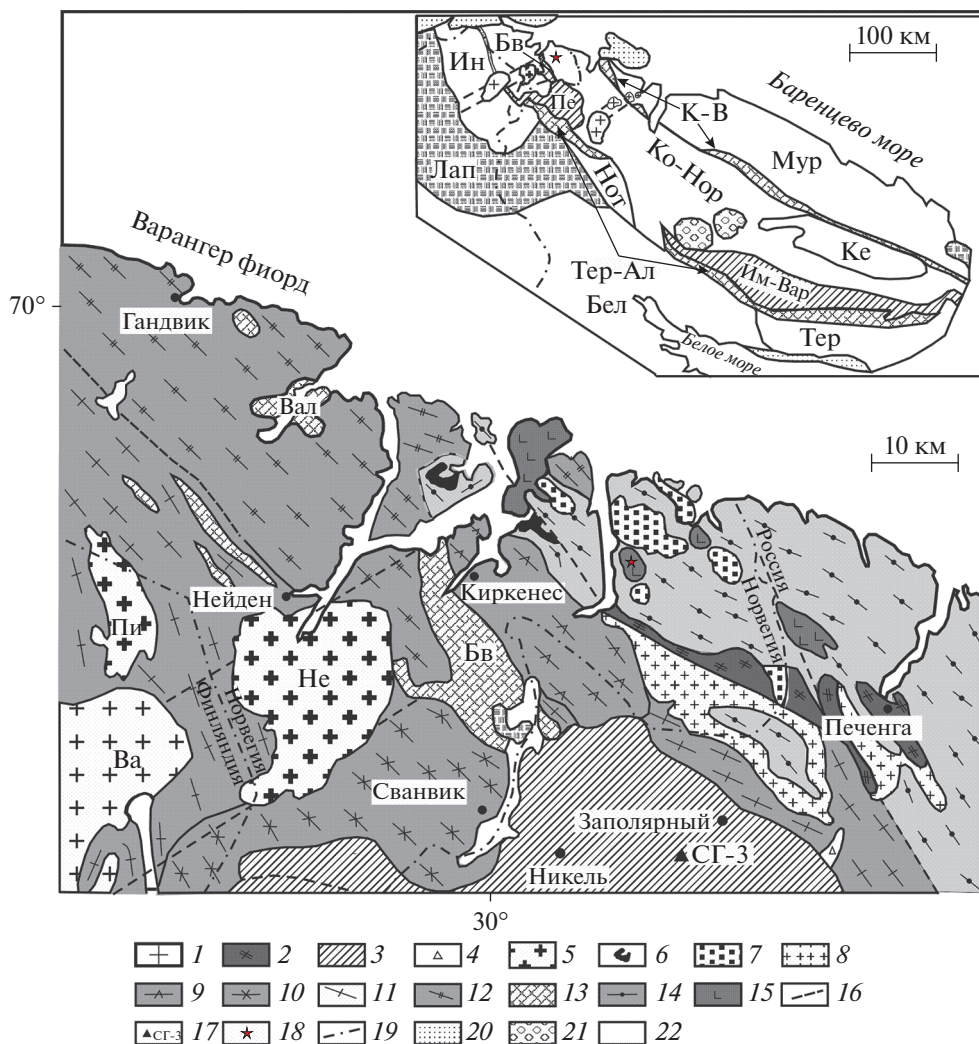 100 км
Бв
Ин
Пе
К-В
Баренцево море
Мур
Ко-Нор
Лап
Нот
Ке
Тер-Ал
Им-Вар
Бел
Тер
Белое море
Варангер фиорд
70°
Гандвик
Вал
10 км
Россия
Норвегия
Киркенес
Нейден
Пи
Не
Бв
Печенга
Норвегия
Финляндия
Ва
Сванвик
Заполярный
СГ-3
Никель
30°
1 2 3 4 5 6 7 8
9 10 11 12 13 14 15 16
СГ-3 17 18 19 20 21 22